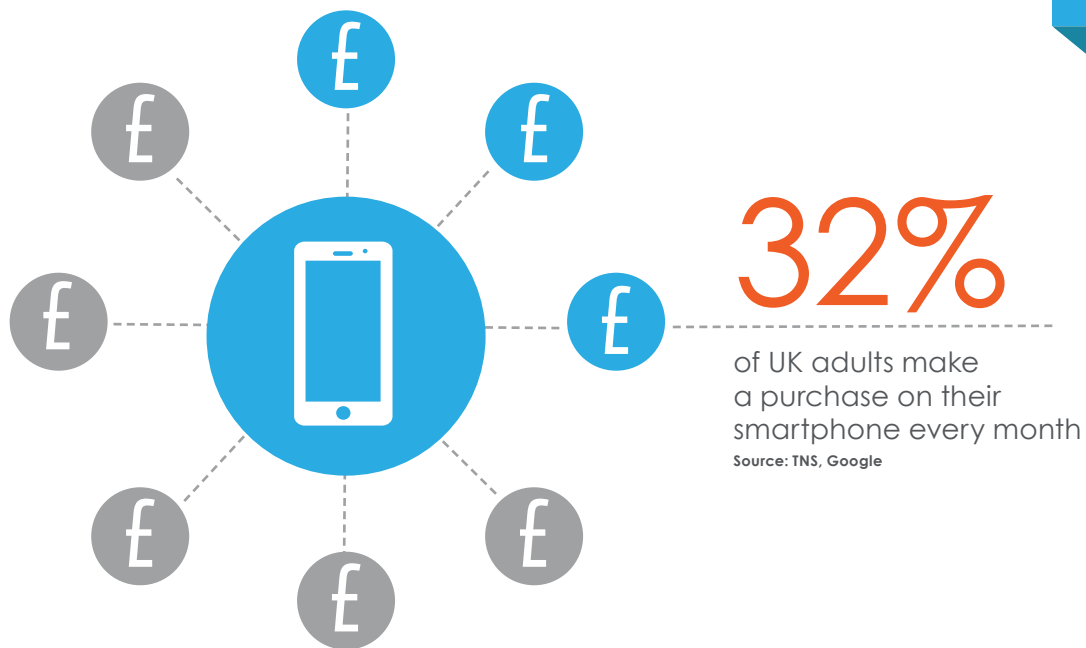 £
£
£
£
£
£
£
£
32%
of UK adults make
a purchase on their
smartphone every month
Source: TNS, Google